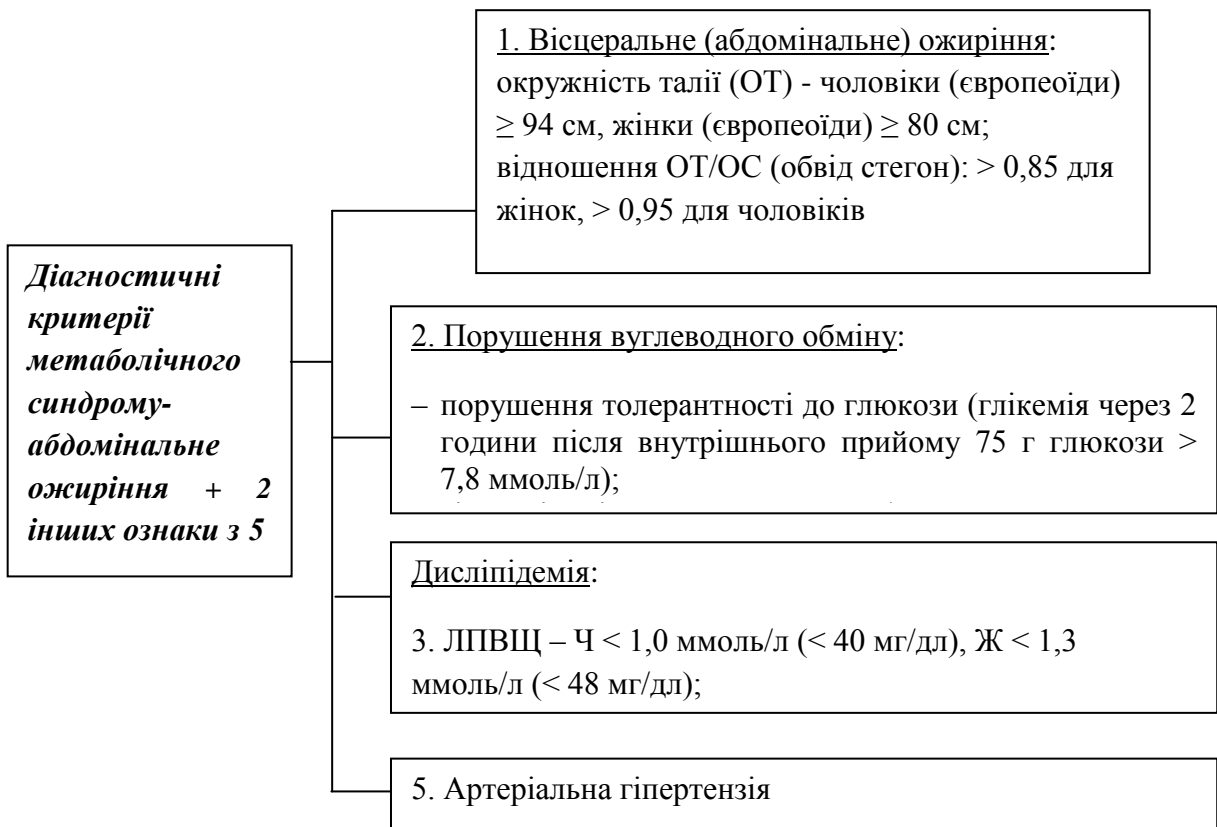 1. Вісцеральне (абдомінальне) ожиріння:
окружність талії (ОТ) - чоловіки (європеоїди)
≥ 94 см, жінки (європеоїди) ≥ 80 см;
відношення ОТ/ОС (обвід стегон): > 0,85 для
жінок, > 0,95 для чоловіків
Діагностичні
критерії
метаболічного
синдрому-
абдомінальне
ожиріння + 2
інших ознаки з 5
2. Порушення вуглеводного обміну:
– порушення толерантності до глюкози (глікемія через 2
години після внутрішнього прийому 75 г глюкози >
7,8 ммоль/л);
Дисліпідемія:
3. ЛПВЩ – Ч < 1,0 ммоль/л (< 40 мг/дл), Ж < 1,3
ммоль/л (< 48 мг/дл);
5. Артеріальна гіпертензія